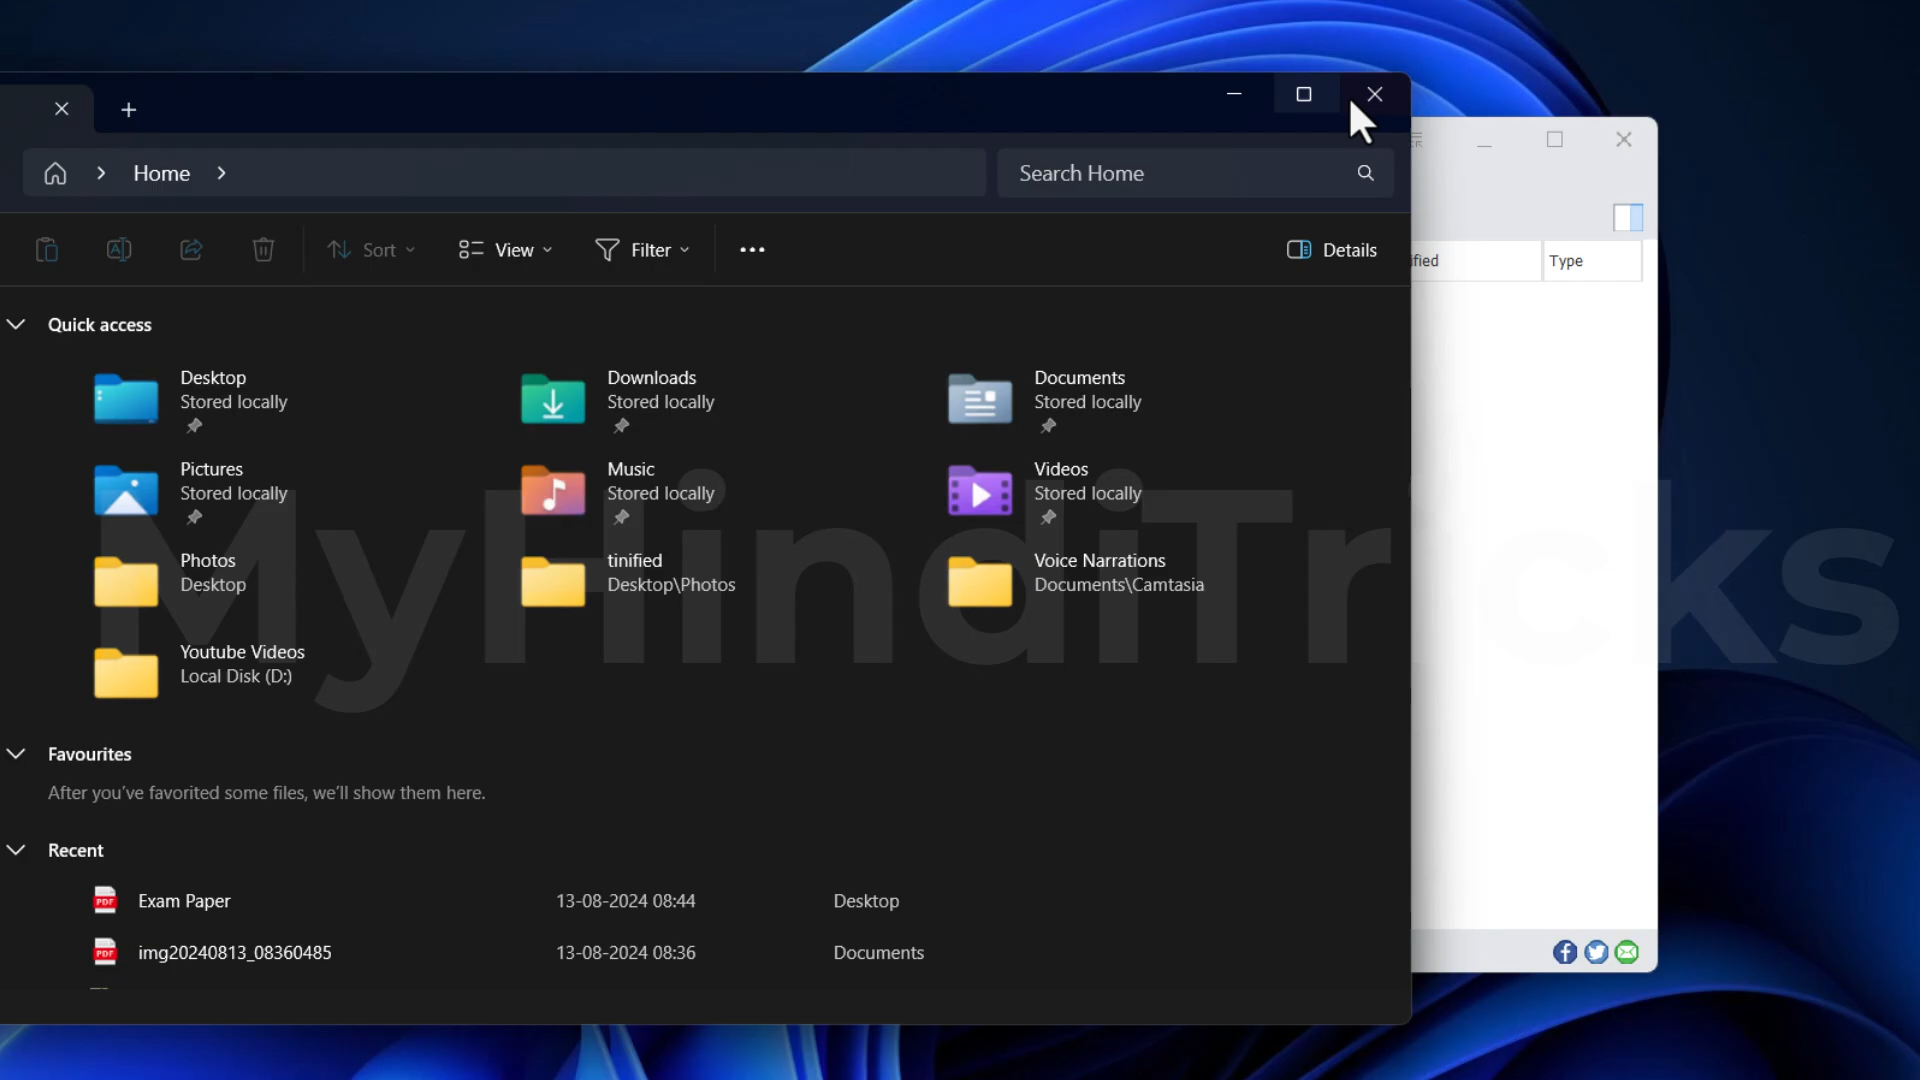 Home
Search Home
Sort
View
Filter
Details
Type
Quick access
Desktop
Stored locally
Downloads
Stored locally
Documents
Stored locally
Pictures
Stored locally
Music
Stored locally
Videos
Stored locally
Photos
Desktop
tinified
Desktop\Photos
Voice Narrations
Documents\Camtasia
MyHindiTricks
Youtube Videos
Local Disk (D:)
Favourites
After you've favorited some files, we'll show them here.
Recent
PDF Exam Paper 13-08-2024 08:44 Desktop
PDF img20240813_08360485 13-08-2024 08:36 Documents